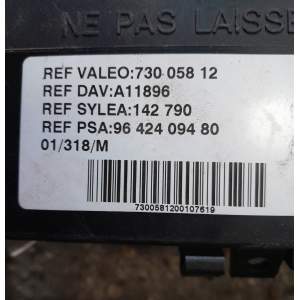 NE PAS LAISSE
REF VALEO:730 058 12
REF DAV:A11896
REF SYLEA:142 790
REF PSA:96 424 094 80
01/318/M
7300581200107619